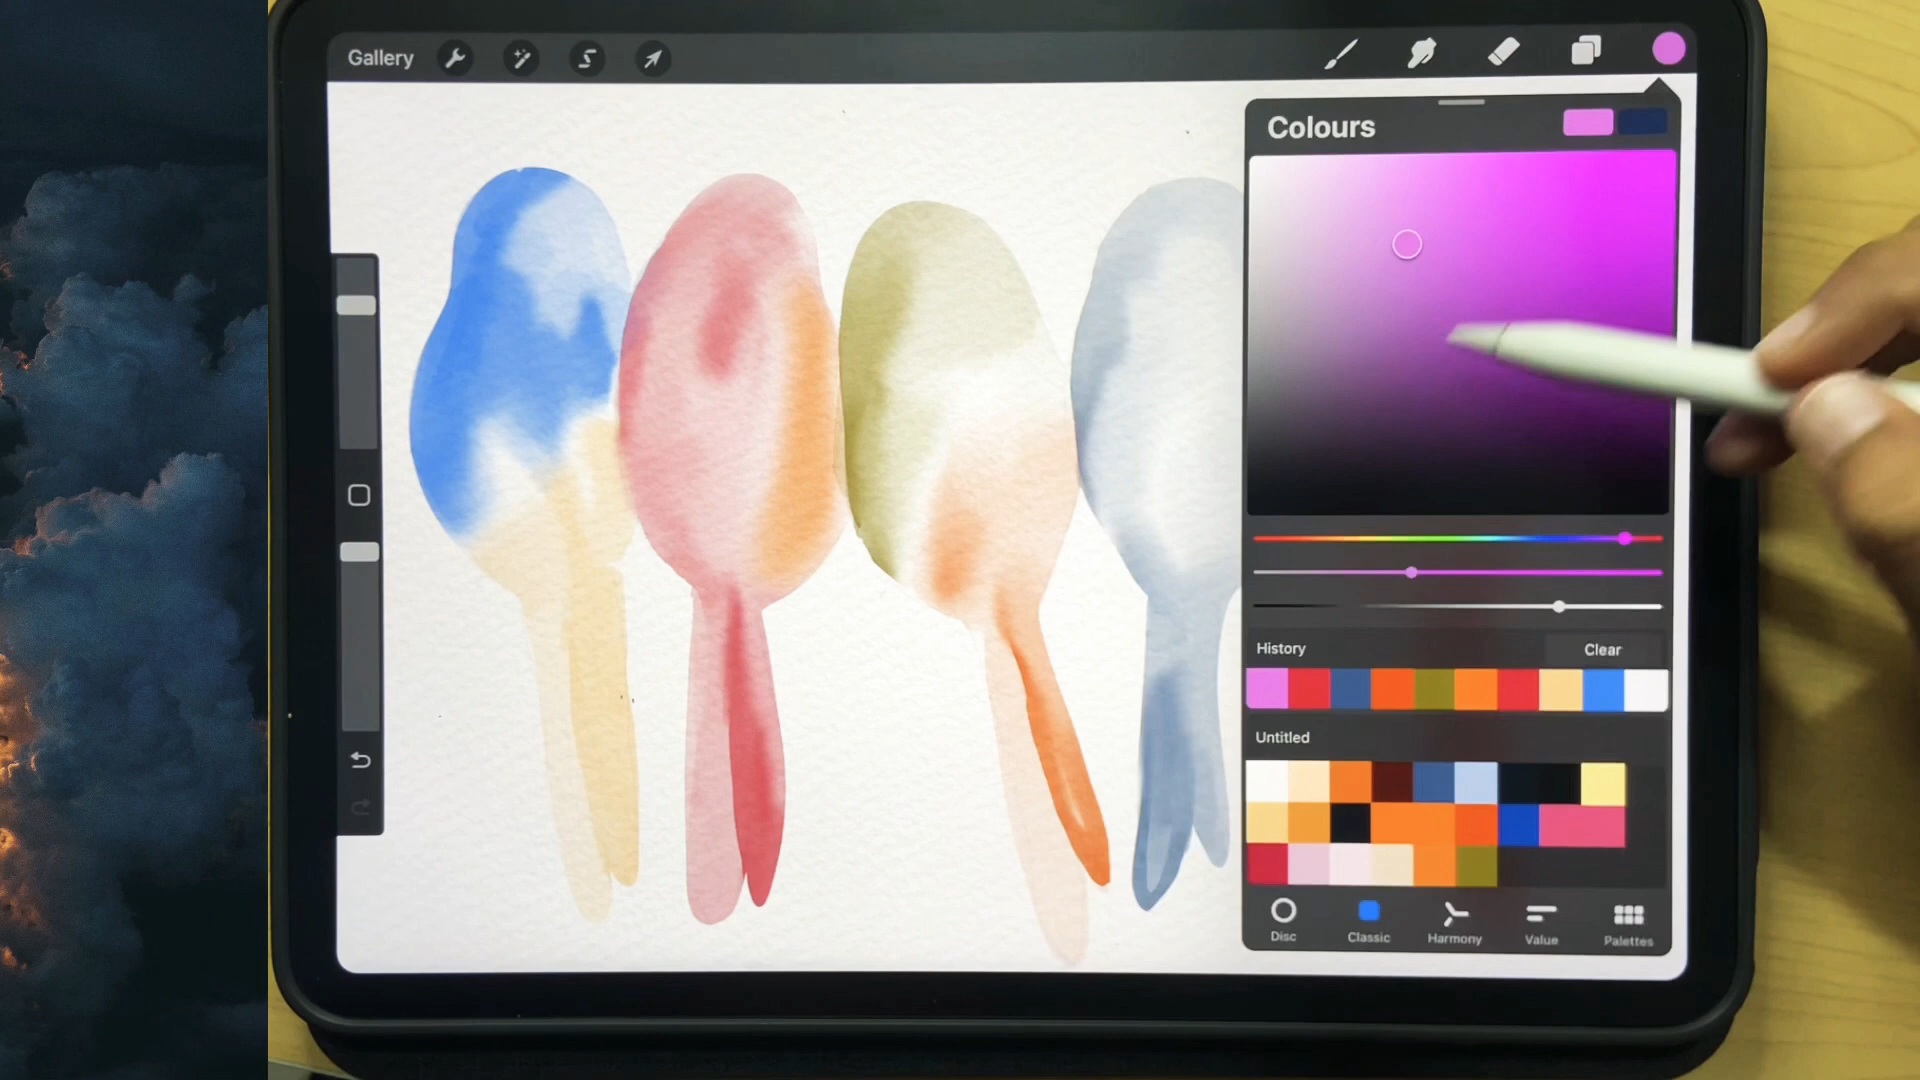 Gallery
Colours
History
Clear
Untitled
Disc
Classic
Harmony
Value
Palettes